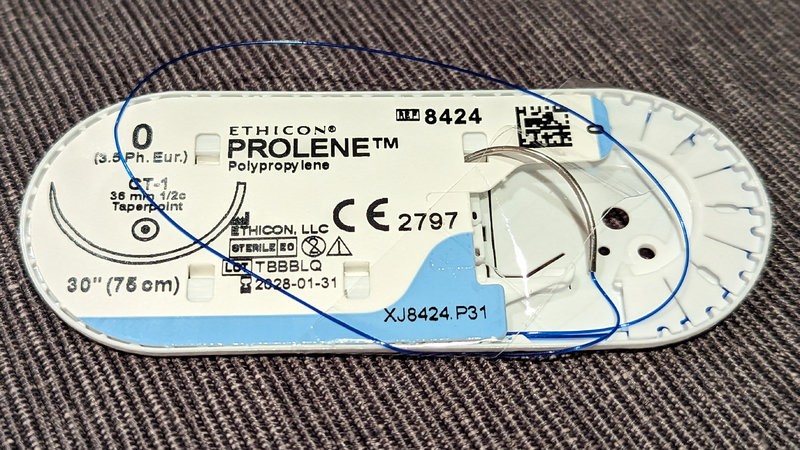 0
(3.5 Ph. Eur.)
CT-1
36 mm 1/2c
Taperpoint
30" (75 cm)
ETHICON®
PROLENE™
Polypropylene
REF 8424
0
ETHICON, LLC
CE 2797
STERILE EO
LOT TBBBLQ
2028-01-31
XJ8424.P31